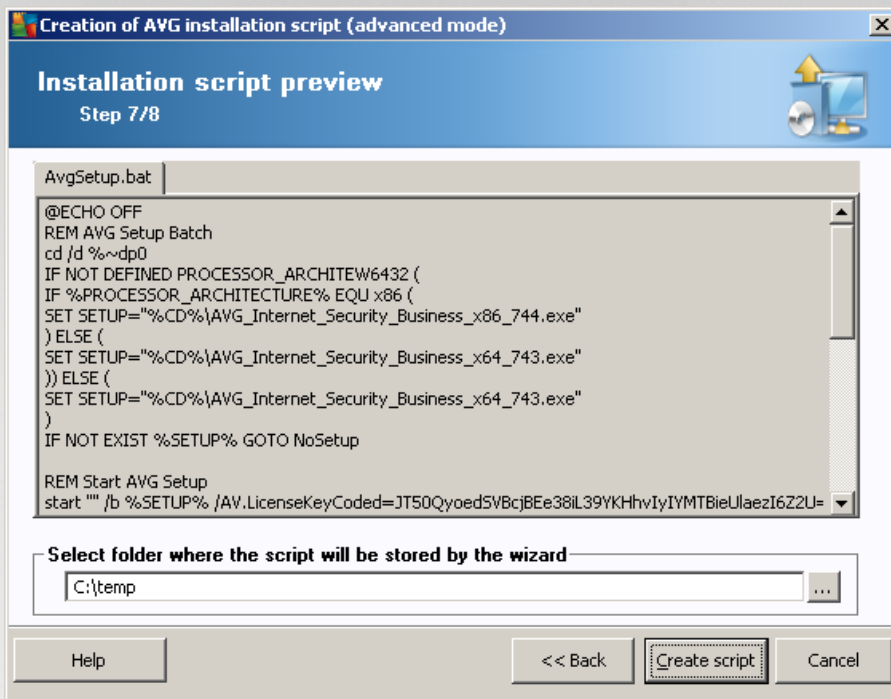 Creation of AVG installation script (advanced mode)
Installation script preview
Step 7/8
AvgSetup.bat
@ECHO OFF
REM AVG Setup Batch
cd /d %~dp0
IF NOT DEFINED PROCESSOR_ARCHITEW6432 (
IF %PROCESSOR_ARCHITECTURE% EQU x86 (
SET SETUP="%CD%\AVG_Internet_Security_Business_x86_744.exe"
) ELSE (
SET SETUP="%CD%\AVG_Internet_Security_Business_x64_743.exe"
)) ELSE (
SET SETUP="%CD%\AVG_Internet_Security_Business_x64_743.exe"
)
IF NOT EXIST %SETUP% GOTO NoSetup
REM Start AVG Setup
start "" /b %SETUP% /AV.LicenseKeyCoded=JT50QyoedSVBcjBEe38iL39YKHhvIyIYMTBieUlaezI6Z2U=
Select folder where the script will be stored by the wizard
C:\temp
...
Help
<< Back
Create script
Cancel